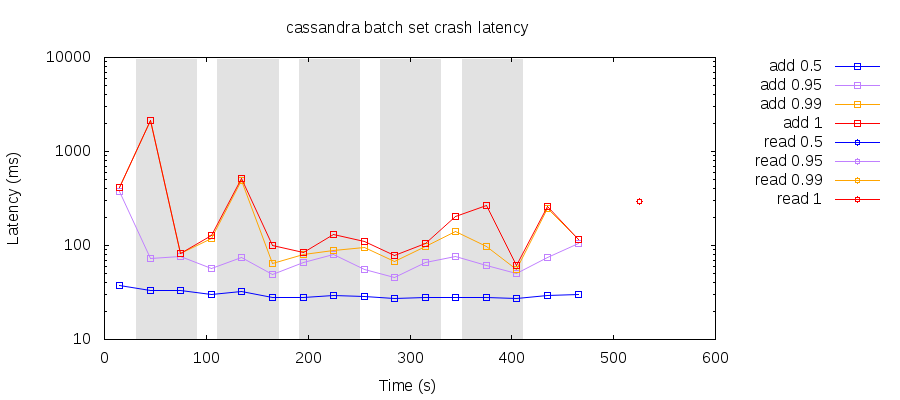 cassandra batch set crash latency
Latency (ms)
10000
1000
100
10
0 100 200 300 400 500 600
Time (s)
add 0.5
add 0.95
add 0.99
add 1
read 0.5
read 0.95
read 0.99
read 1